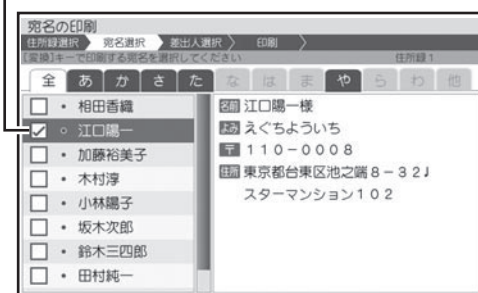 宛名の印刷
住所録選択 宛名選択 差出人選択 印刷
【変換】キーで印刷する宛名を選択してください 住所録1
全 あ か さ た な は ま や ら わ 他
・ 相田香織
○ 江口陽一
・ 加藤裕美子
・ 木村淳
・ 小林陽子
・ 坂木次郎
・ 鈴木三四郎
・ 田村純一
名前 江口陽一様
よみ えぐちよういち
〒 110-0008
住所 東京都台東区池之端8-32↲
スターマンション102